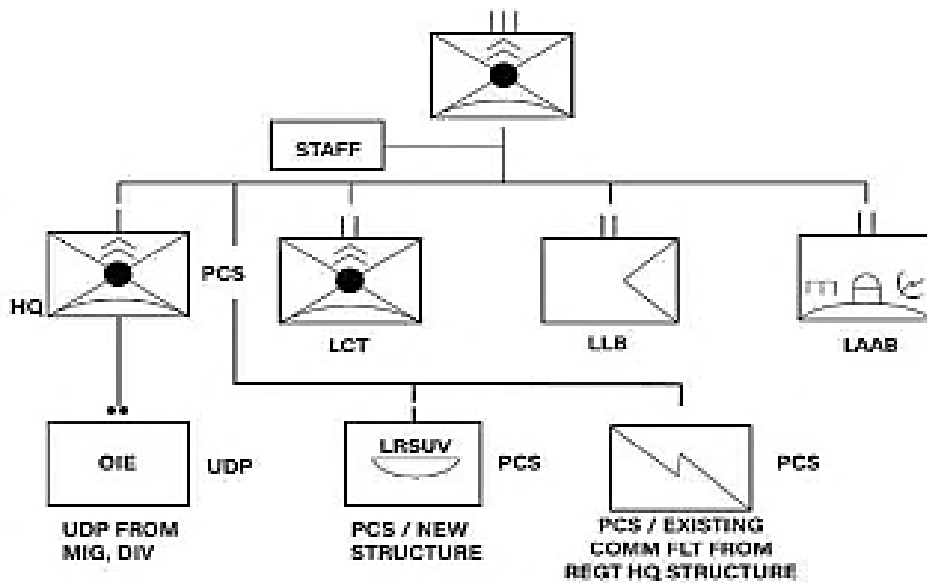 STAFF
HQ
PCS
LCT
LLB
LAAB
OIE
UDP
LRSUV
PCS
PCS
UDP FROM
MIG, DIV
PCS / NEW
STRUCTURE
PCS / EXISTING
COMM FLT FROM
REGT HQ STRUCTURE